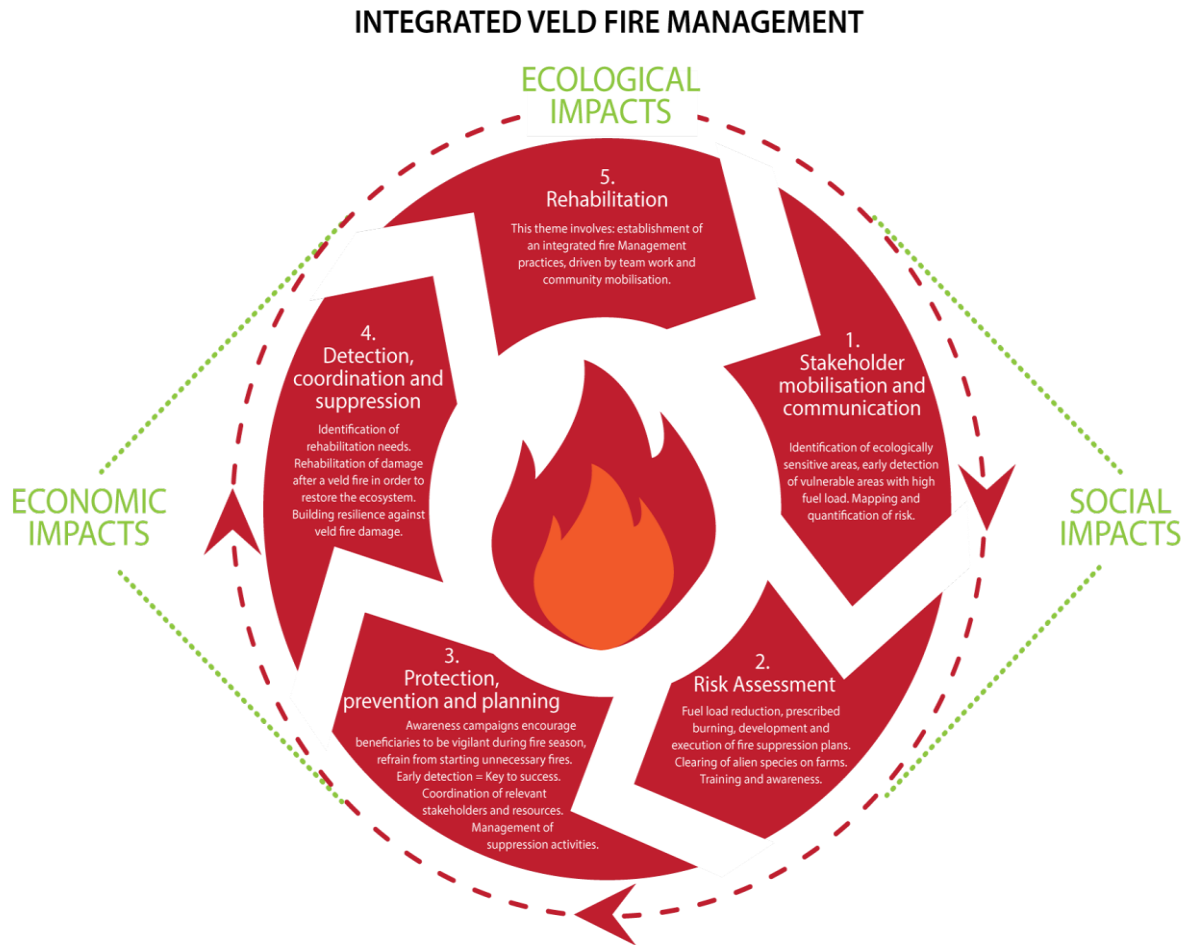 INTEGRATED VELD FIRE MANAGEMENT
ECOLOGICAL
IMPACTS
5.
Rehabilitation
This theme involves: establishment of
an integrated fire Management
practices, driven by team work and
community mobilisation.
1.
Stakeholder
mobilisation and
communication
Identification of ecologically
sensitive areas, early detection
of vulnerable areas with high
fuel load. Mapping and
quantification of risk.
SOCIAL
IMPACTS
2.
Risk Assessment
Fuel load reduction, prescribed
burning, development and
execution of fire suppression plans.
Clearing of alien species on farms.
Training and awareness.
3.
Protection,
prevention and planning
Awareness campaigns encourage
beneficiaries to be vigilant during fire season,
refrain from starting unnecessary fires.
Early detection = Key to success.
Coordination of relevant
stakeholders and resources.
Management of
suppression activities.
4.
Detection,
coordination and
suppression
Identification of
rehabilitation needs.
Rehabilitation of damage
after a veld fire in order to
restore the ecosystem.
Building resilience against
veld fire damage.
ECONOMIC
IMPACTS